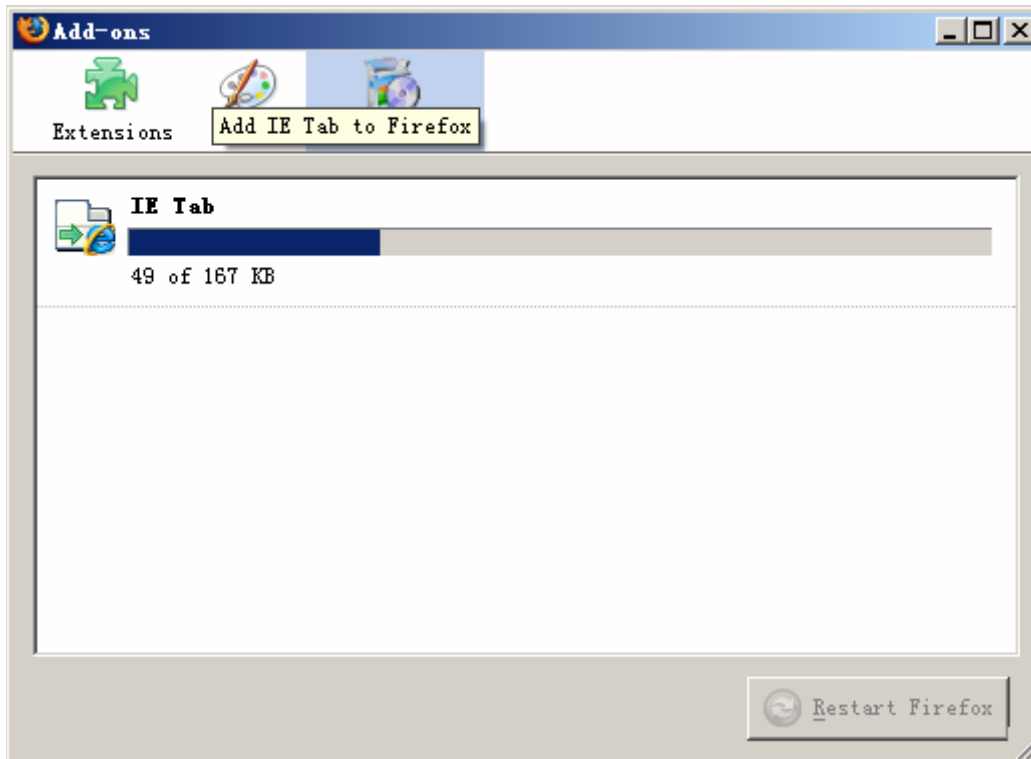 Add-ons
Extensions
Add IE Tab to Firefox
IE Tab
49 of 167 KB
Restart Firefox